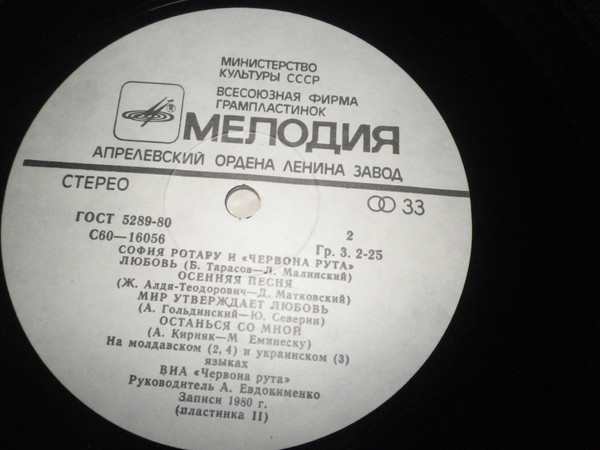 МИНИСТЕРСТВО
КУЛЬТУРЫ СССР
ВСЕСОЮЗНАЯ ФИРМА
ГРАМПЛАСТИНОК
®
МЕЛОДИЯ
АПРЕЛЕВСКИЙ ОРДЕНА ЛЕНИНА ЗАВОД
СТЕРЕО 33
ГОСТ 5289-80 2
С60—16056 Гр. 3. 2-25
СОФИЯ РОТАРУ И «ЧЕРВОНА РУТА»
ЛЮБОВЬ (Б. Тарасов—Л. Малинский)
ОСЕННЯЯ ПЕСНЯ
(Ж. Алдя-Теодорович—Д. Матковский)
МИР УТВЕРЖДАЕТ ЛЮБОВЬ
(А. Гольдинский—Ю. Северин)
ОСТАНЬСЯ СО МНОЙ
(А. Кирияк—М Еминеску)
На молдавском (2, 4) и украинском (3)
языках
ВИА «Червона рута»
Руководитель А. Евдокименко
Записи 1980 г.
(пластинка II)